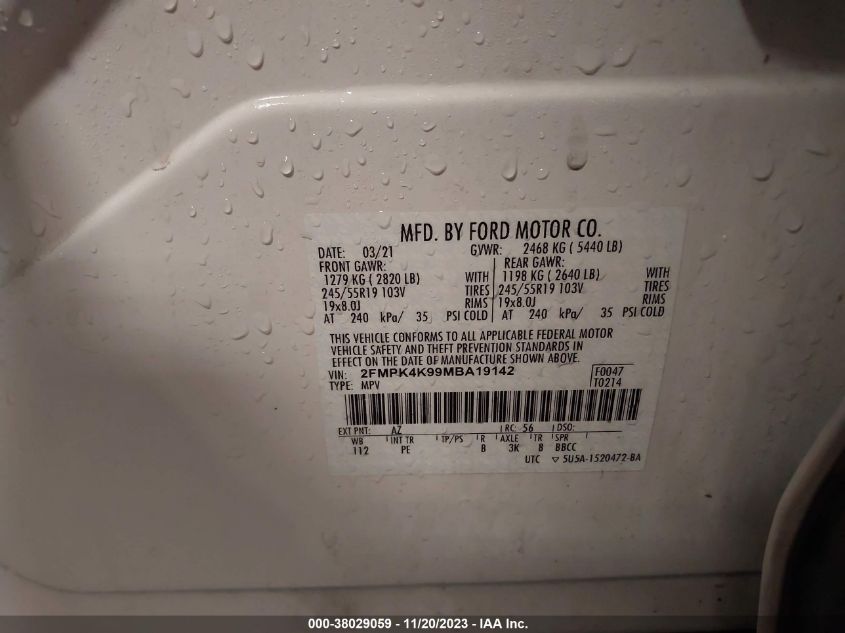 MFD. BY FORD MOTOR CO.
DATE: 03/21 GVWR: 2468 KG ( 5440 LB)
FRONT GAWR: REAR GAWR:
1279 KG ( 2820 LB) WITH 1198 KG ( 2640 LB) WITH
245/55R19 103V TIRES 245/55R19 103V TIRES
19x8.0J RIMS 19x8.0J RIMS
AT 240 kPa/ 35 PSI COLD AT 240 kPa/ 35 PSI COLD
THIS VEHICLE CONFORMS TO ALL APPLICABLE FEDERAL MOTOR
VEHICLE SAFETY AND THEFT PREVENTION STANDARDS IN
EFFECT ON THE DATE OF MANUFACTURE SHOWN ABOVE.
VIN: 2FMPK4K99MBA19142 F0047
TYPE: MPV T0214
EXT PNT: AZ RC: 56 DSO:
WB INT TR TP/PS R AXLE TR SPR
112 PE B 3K B BBCC
UTC ▽ 5U5A-1520472-BA
000-38029059 - 11/20/2023 - IAA Inc.